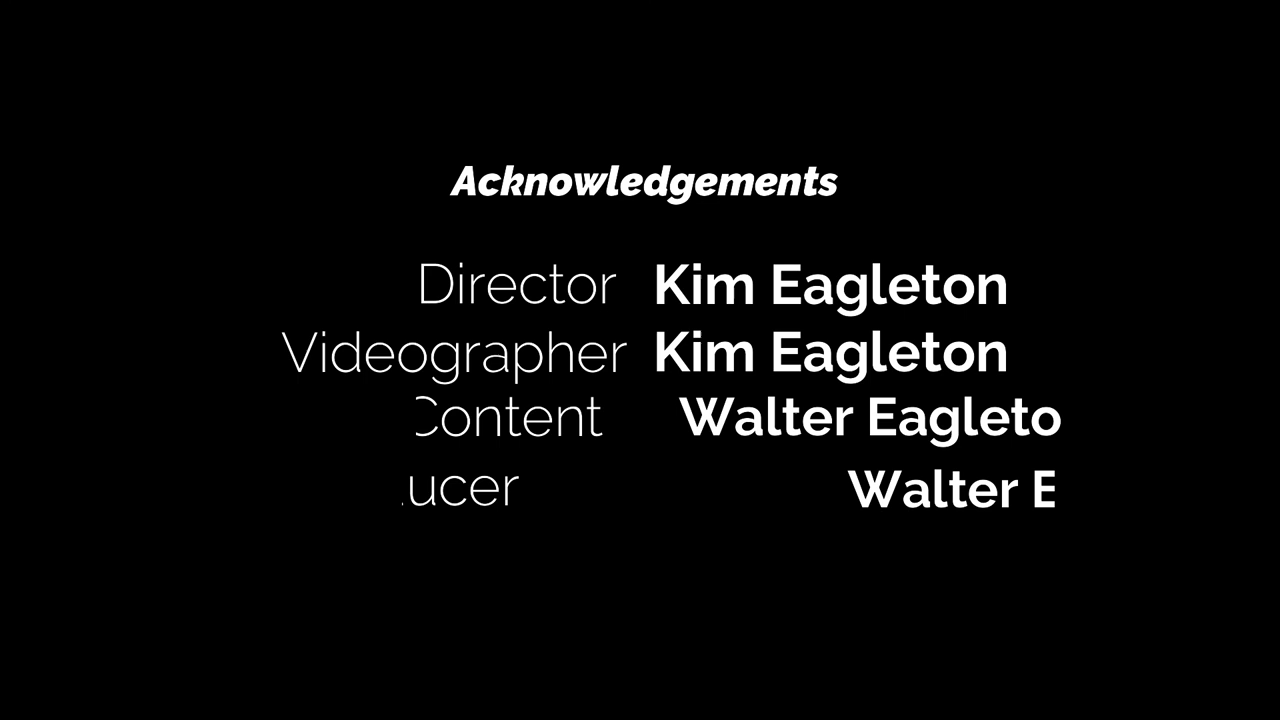 Acknowledgements
Director Kim Eagleton
Videographer Kim Eagleton
Content Walter Eagleto
ucer Walter E